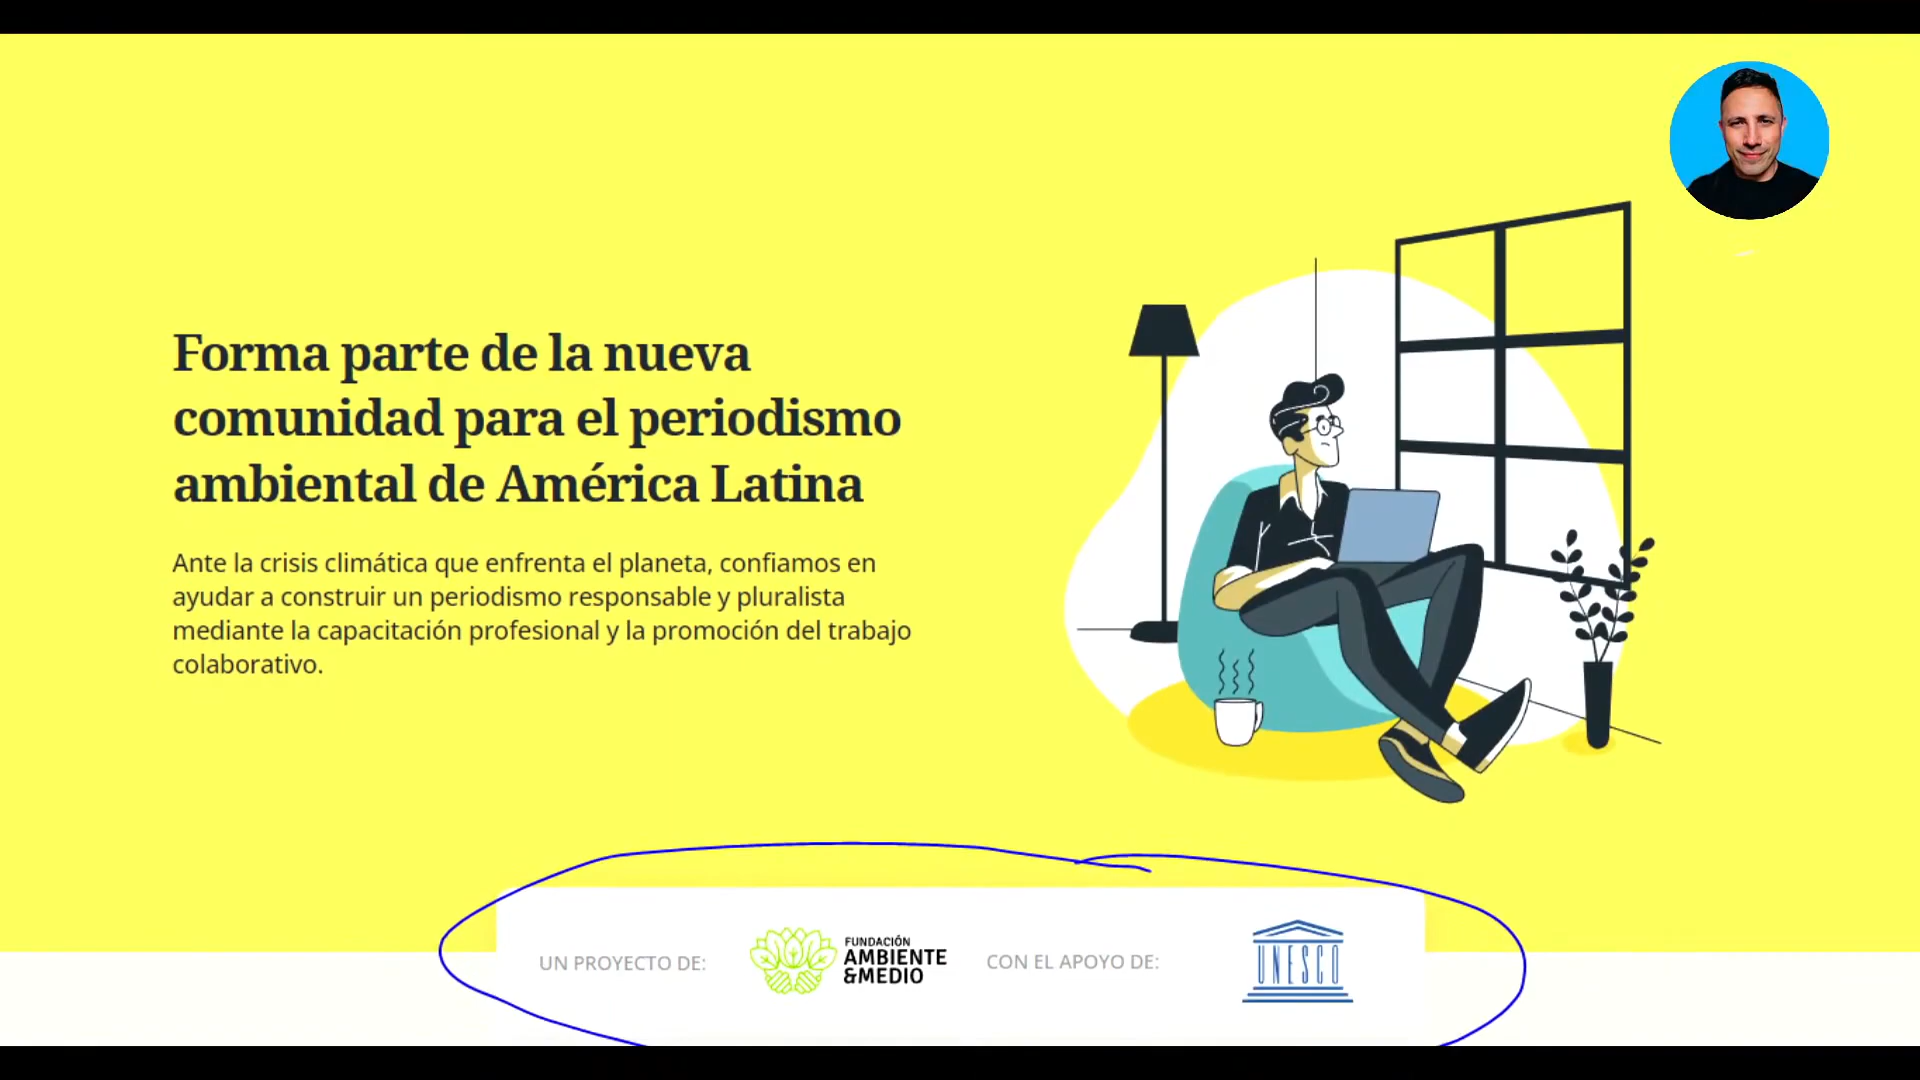 Forma parte de la nueva
comunidad para el periodismo
ambiental de América Latina
Ante la crisis climática que enfrenta el planeta, confiamos en
ayudar a construir un periodismo responsable y pluralista
mediante la capacitación profesional y la promoción del trabajo
colaborativo.
UN PROYECTO DE:
FUNDACIÓN
AMBIENTE
&MEDIO
CON EL APOYO DE:
UNESCO